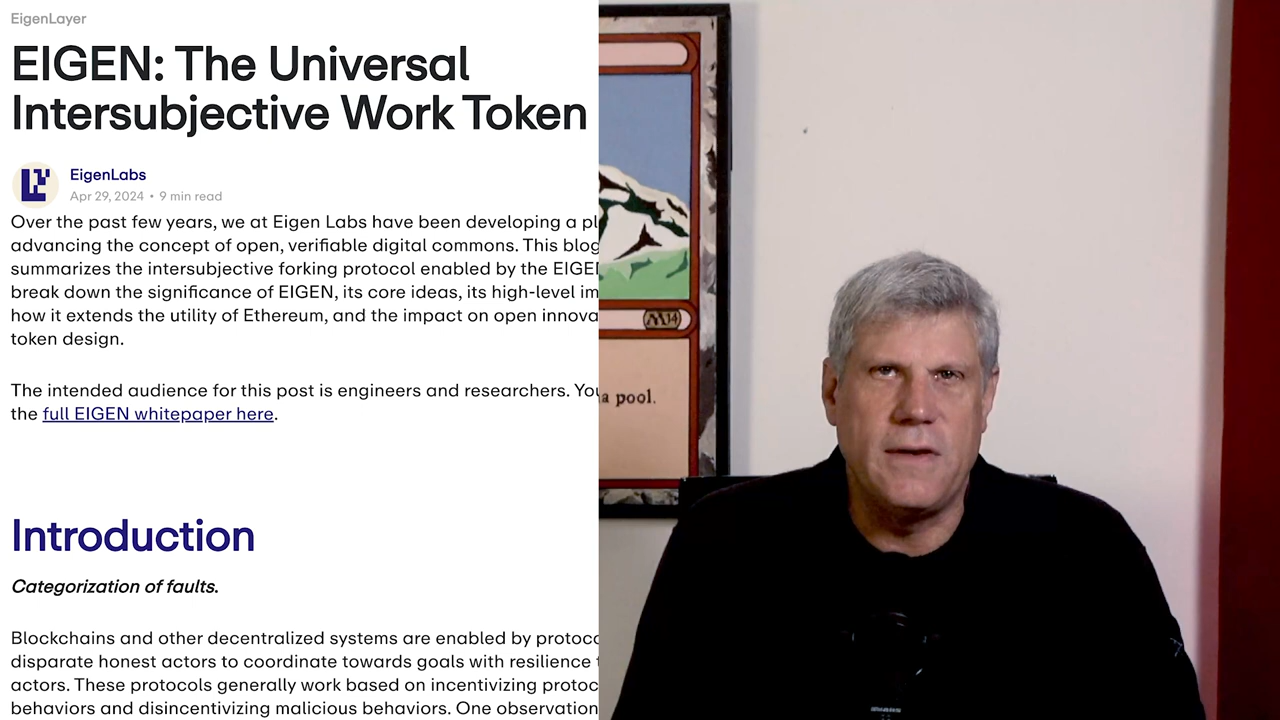 EigenLayer
EIGEN: The Universal
Intersubjective Work Token
EigenLabs
Apr 29, 2024 • 9 min read
Over the past few years, we at Eigen Labs have been developing a pl
advancing the concept of open, verifiable digital commons. This blog
summarizes the intersubjective forking protocol enabled by the EIGE
break down the significance of EIGEN, its core ideas, its high-level im
how it extends the utility of Ethereum, and the impact on open innova
token design.
The intended audience for this post is engineers and researchers. You
the full EIGEN whitepaper here.
Introduction
Categorization of faults.
Blockchains and other decentralized systems are enabled by protoco
disparate honest actors to coordinate towards goals with resilience t
actors. These protocols generally work based on incentivizing protoc
behaviors and disincentivizing malicious behaviors. One observation
M14
a pool.